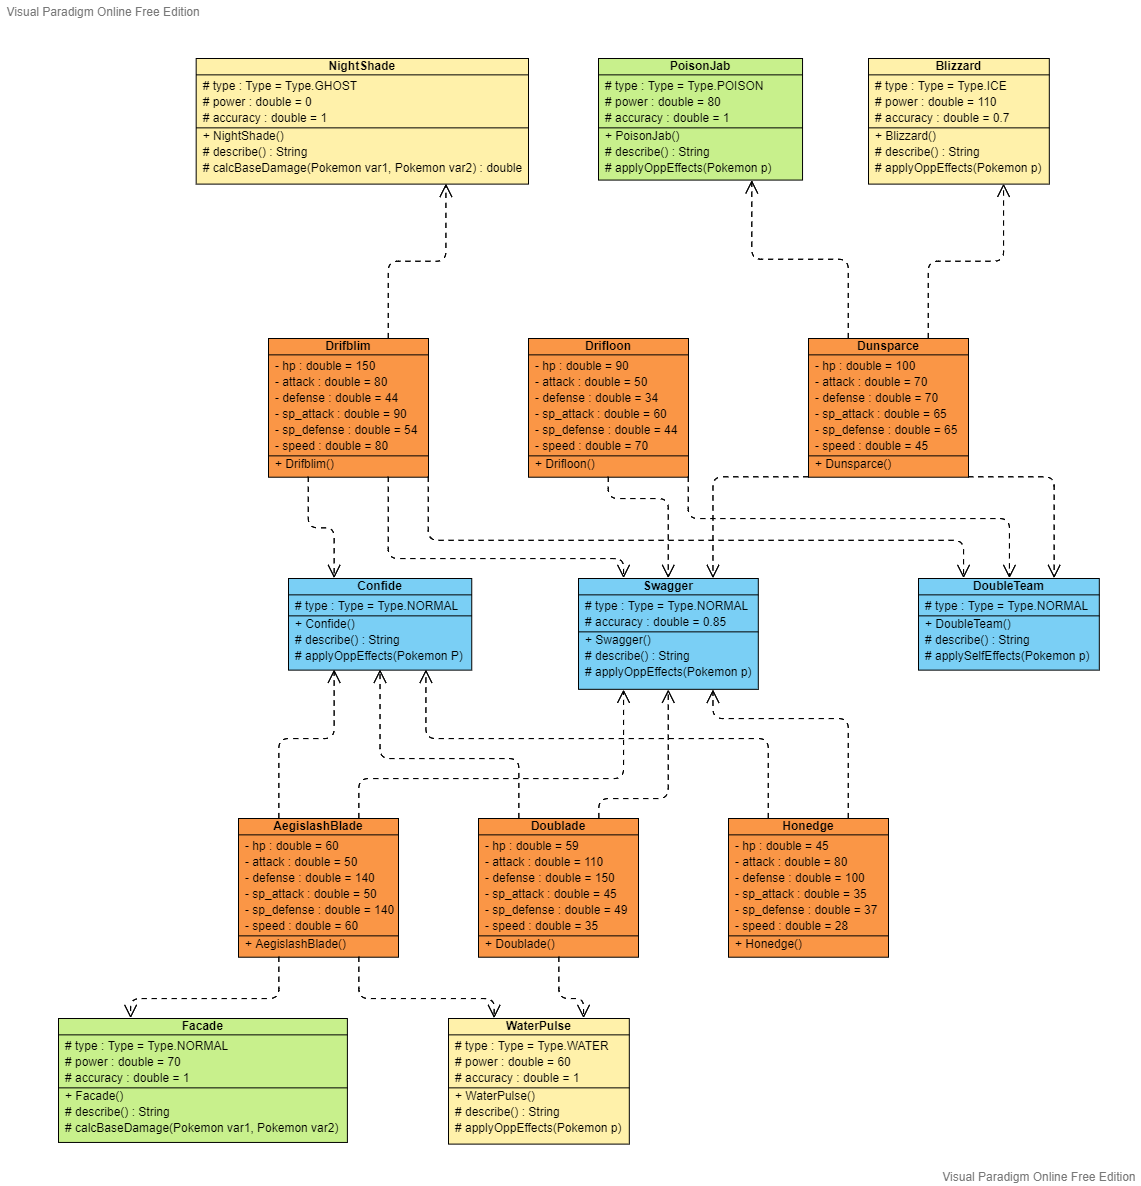 Visual Paradigm Online Free Edition
NightShade
# type : Type = Type.GHOST
# power : double = 0
# accuracy : double = 1
+ NightShade()
# describe() : String
# calcBaseDamage(Pokemon var1, Pokemon var2) : double
PoisonJab
# type : Type = Type.POISON
# power : double = 80
# accuracy : double = 1
+ PoisonJab()
# describe() : String
# applyOppEffects(Pokemon p)
Blizzard
# type : Type = Type.ICE
# power : double = 110
# accuracy : double = 0.7
+ Blizzard()
# describe() : String
# applyOppEffects(Pokemon p)
Drifblim
- hp : double = 150
- attack : double = 80
- defense : double = 44
- sp_attack : double = 90
- sp_defense : double = 54
- speed : double = 80
+ Drifblim()
Drifloon
- hp : double = 90
- attack : double = 50
- defense : double = 34
- sp_attack : double = 60
- sp_defense : double = 44
- speed : double = 70
+ Drifloon()
Dunsparce
- hp : double = 100
- attack : double = 70
- defense : double = 70
- sp_attack : double = 65
- sp_defense : double = 65
- speed : double = 45
+ Dunsparce()
Confide
# type : Type = Type.NORMAL
+ Confide()
# describe() : String
# applyOppEffects(Pokemon P)
Swagger
# type : Type = Type.NORMAL
# accuracy : double = 0.85
+ Swagger()
# describe() : String
# applyOppEffects(Pokemon p)
DoubleTeam
# type : Type = Type.NORMAL
+ DoubleTeam()
# describe() : String
# applySelfEffects(Pokemon p)
AegislashBlade
- hp : double = 60
- attack : double = 50
- defense : double = 140
- sp_attack : double = 50
- sp_defense : double = 140
- speed : double = 60
+ AegislashBlade()
Doublade
- hp : double = 59
- attack : double = 110
- defense : double = 150
- sp_attack : double = 45
- sp_defense : double = 49
- speed : double = 35
+ Doublade()
Honedge
- hp : double = 45
- attack : double = 80
- defense : double = 100
- sp_attack : double = 35
- sp_defense : double = 37
- speed : double = 28
+ Honedge()
Facade
# type : Type = Type.NORMAL
# power : double = 70
# accuracy : double = 1
+ Facade()
# describe() : String
# calcBaseDamage(Pokemon var1, Pokemon var2)
WaterPulse
# type : Type = Type.WATER
# power : double = 60
# accuracy : double = 1
+ WaterPulse()
# describe() : String
# applyOppEffects(Pokemon p)
Visual Paradigm Online Free Edition